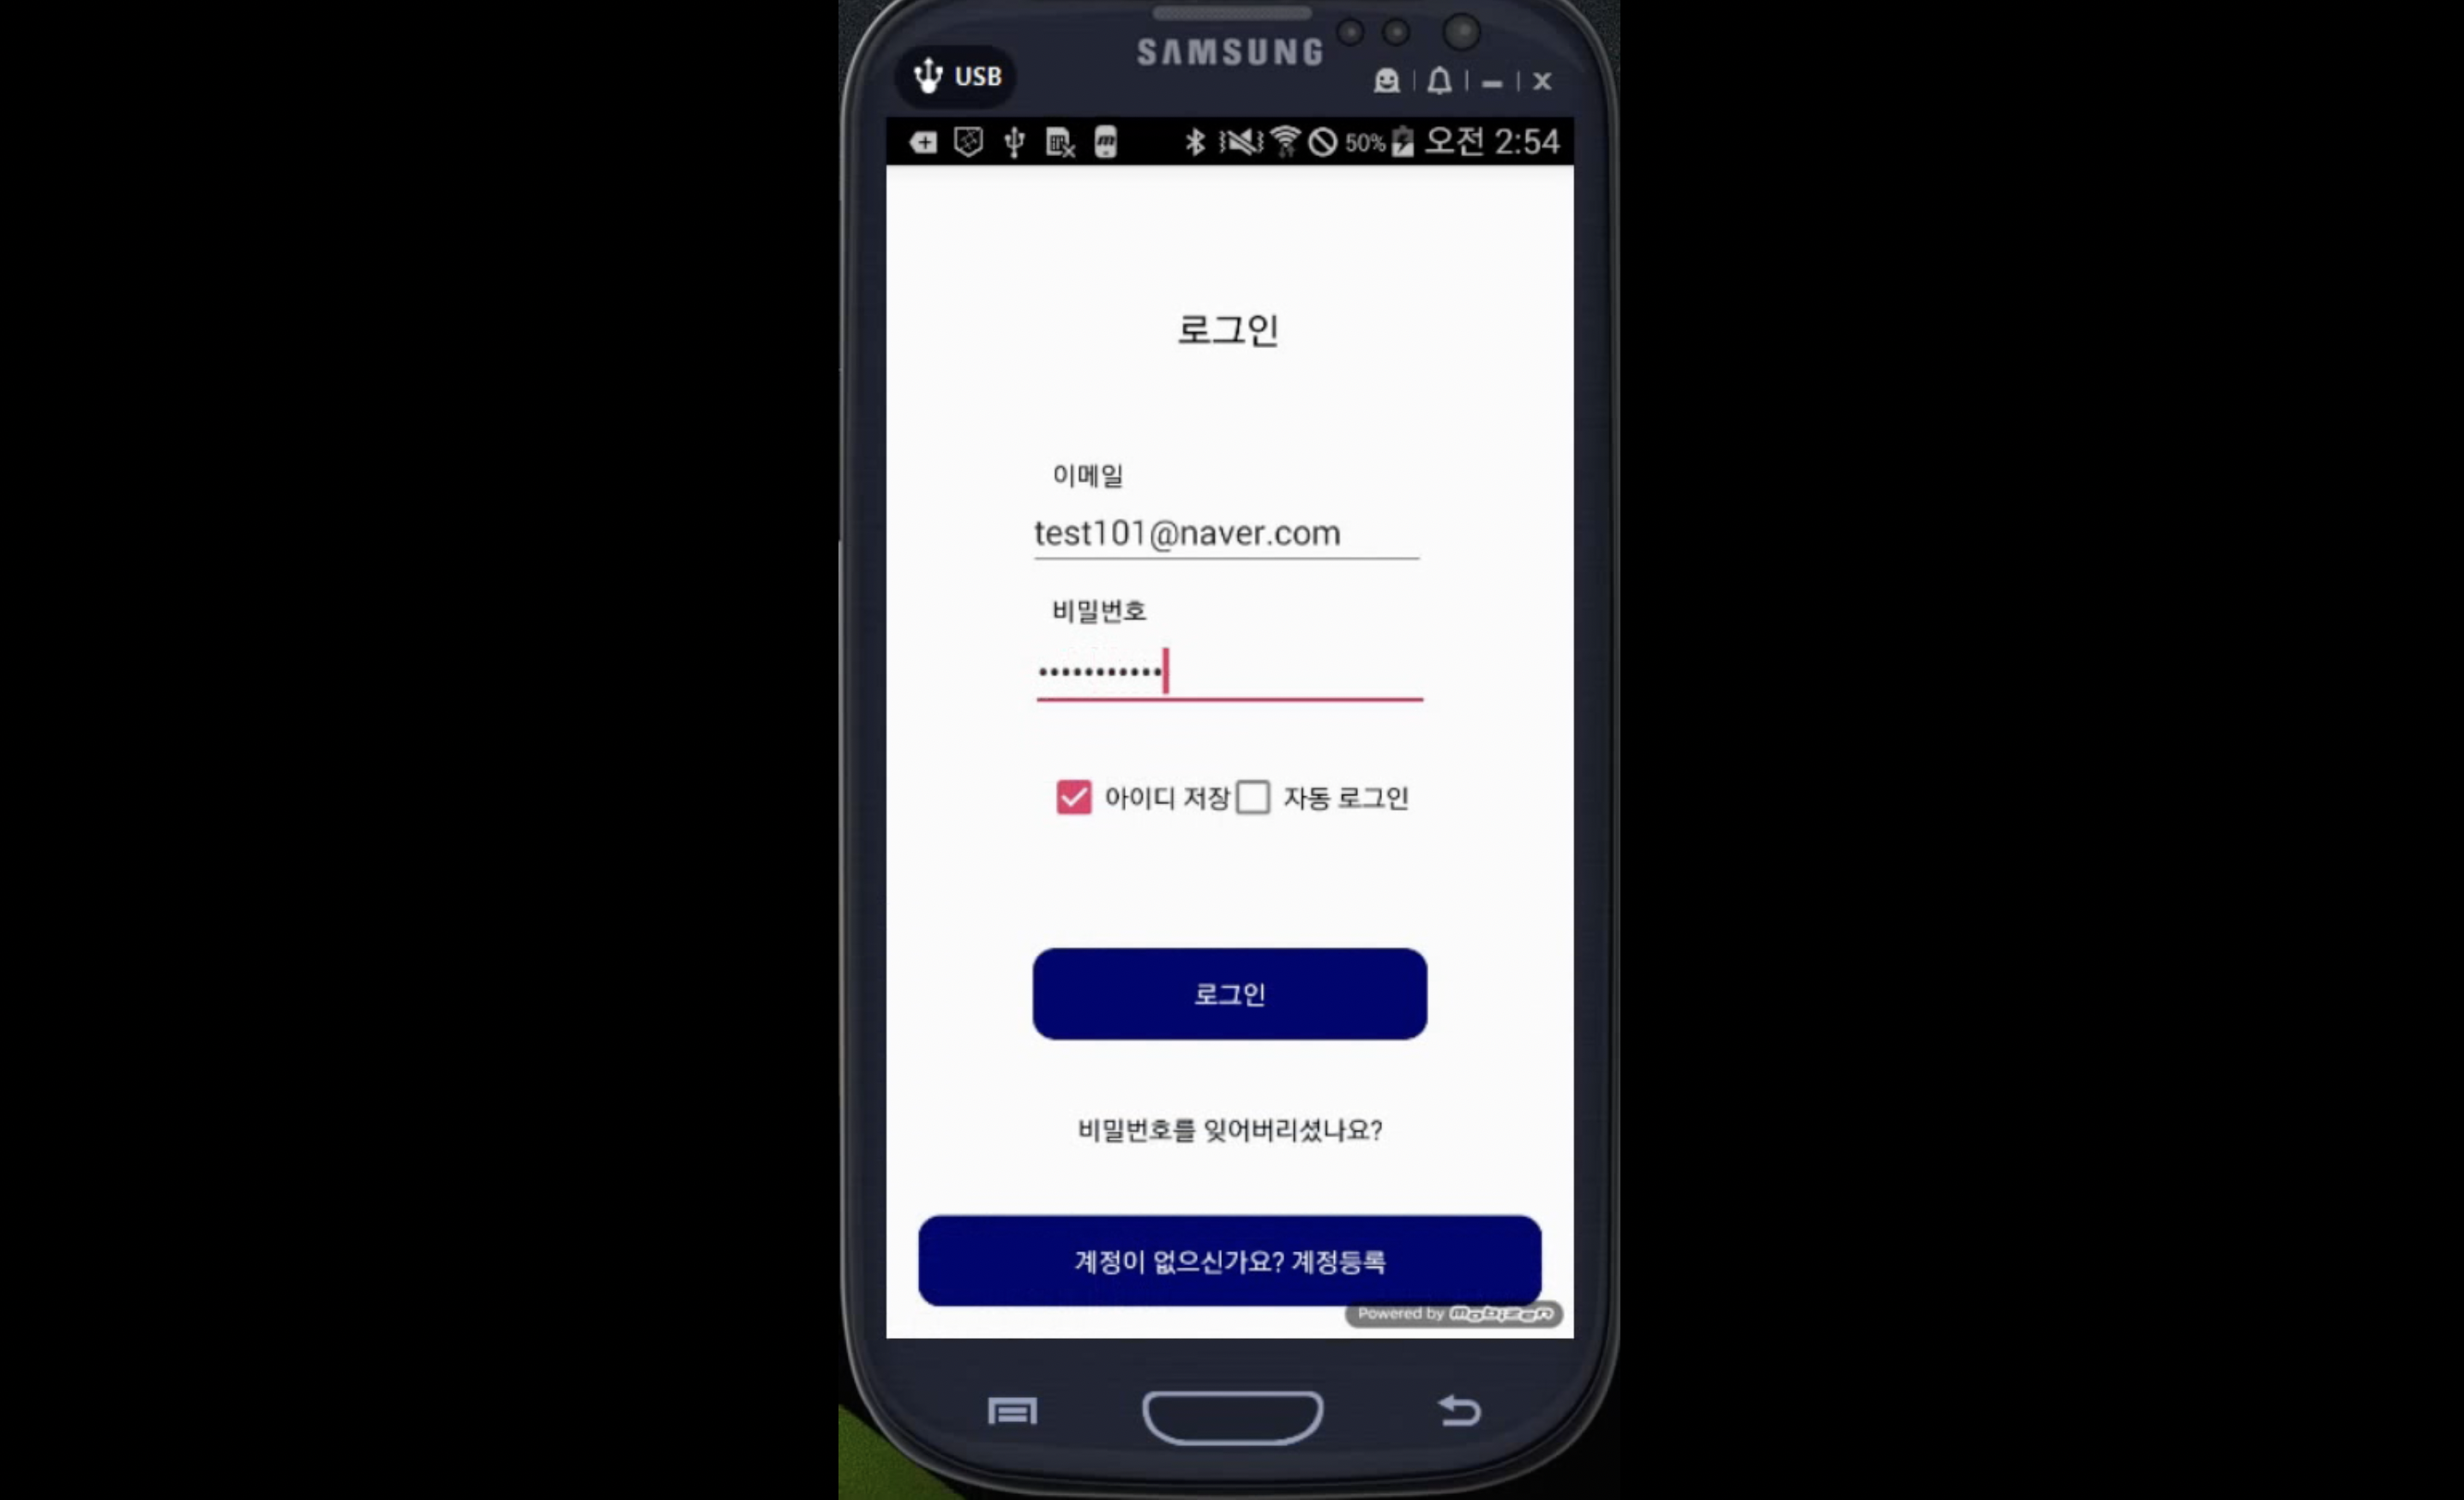 SAMSUNG
USB
50% 오전 2:54
로그인
이메일
test101@naver.com
비밀번호
아이디 저장 자동 로그인
로그인
비밀번호를 잊어버리셨나요?
계정이 없으신가요? 계정등록
Powered by mobizen